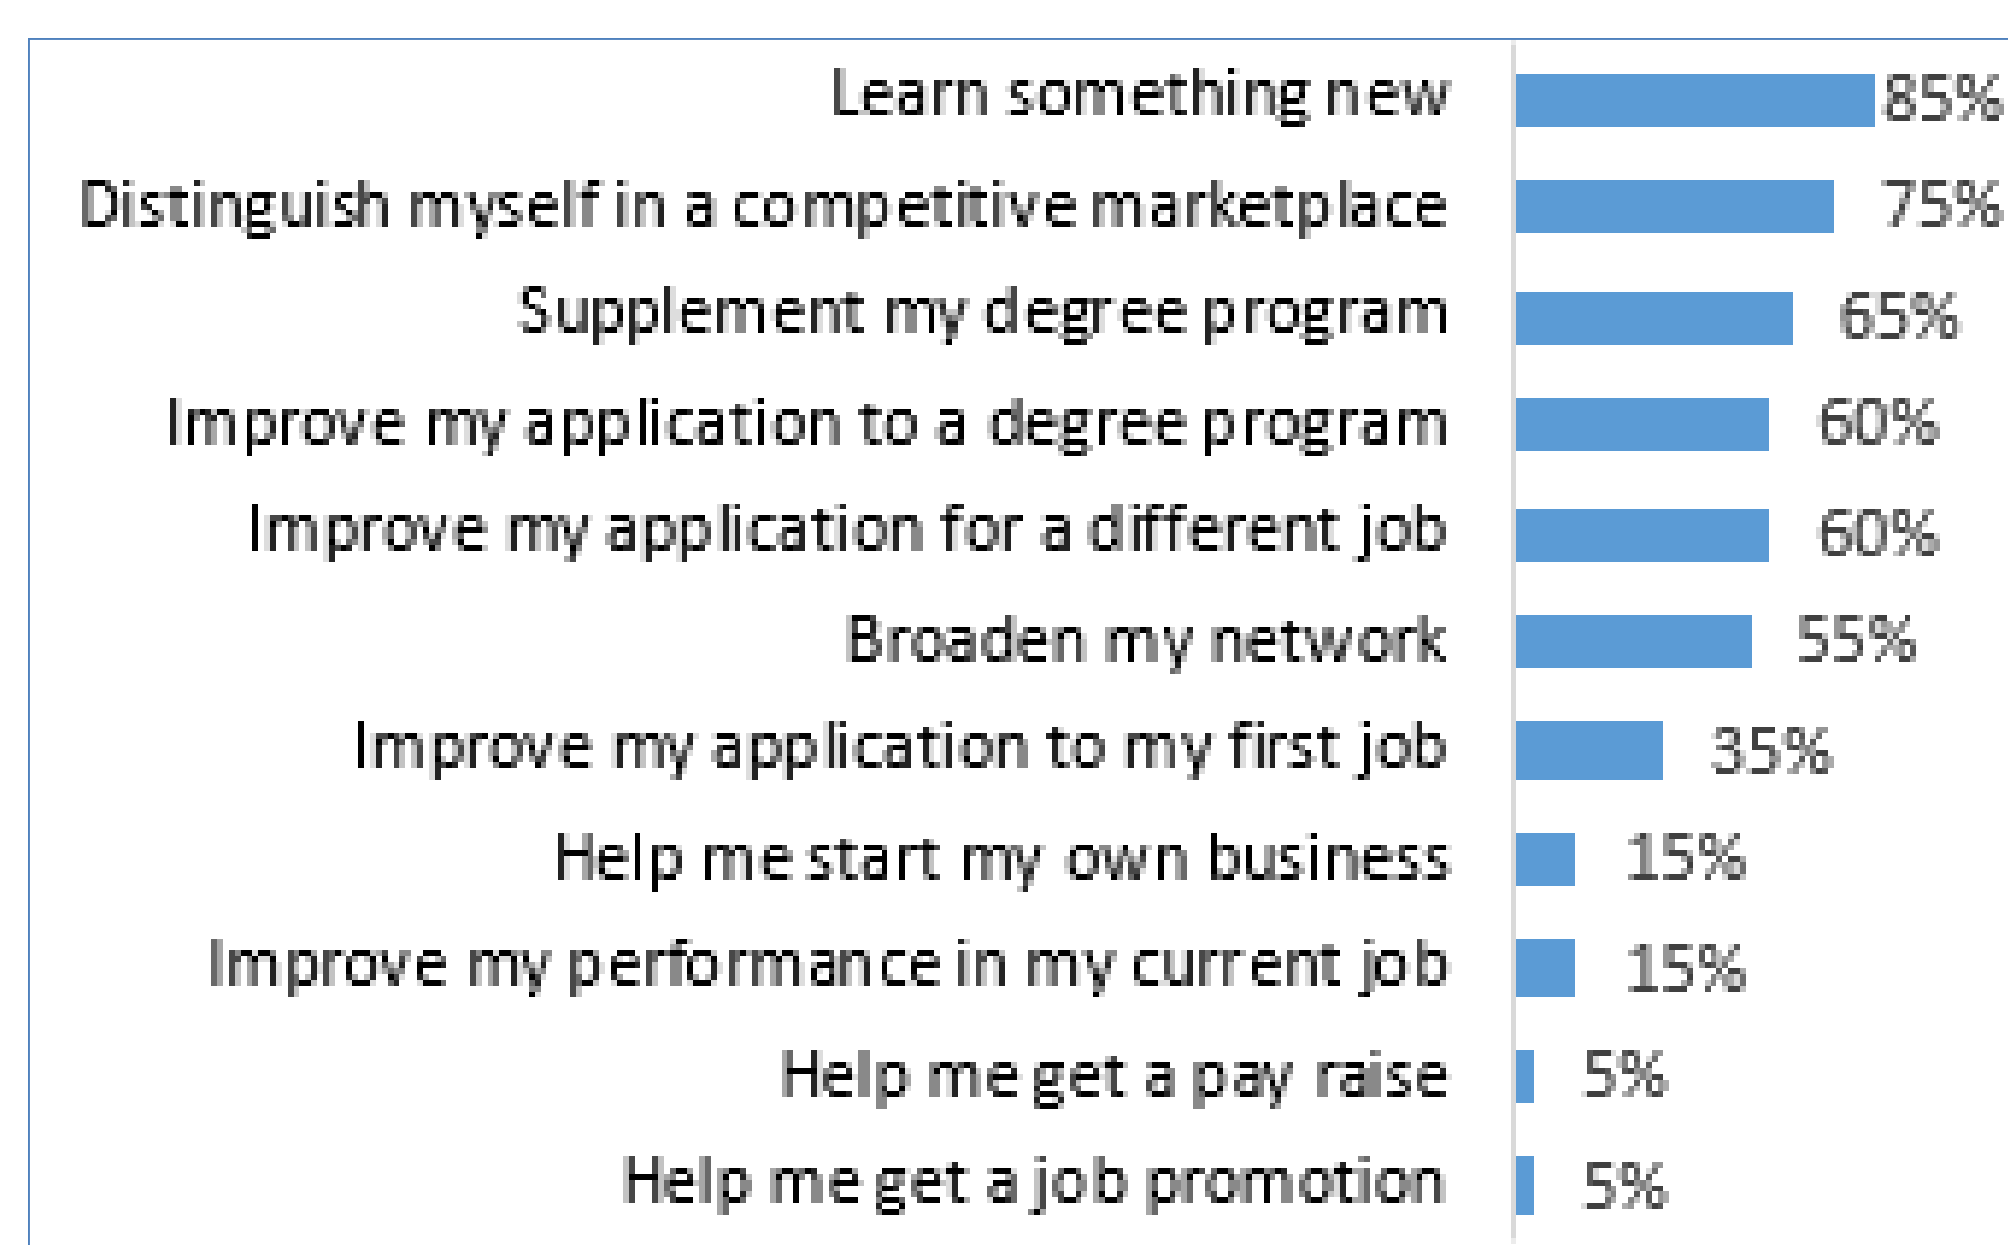 Learn something new 85%
Distinguish myself in a competitive marketplace 75%
Supplement my degree program 65%
Improve my application to a degree program 60%
Improve my application for a different job 60%
Broaden my network 55%
Improve my application to my first job 35%
Help me start my own business 15%
Improve my performance in my current job 15%
Help me get a pay raise 5%
Help me get a job promotion 5%